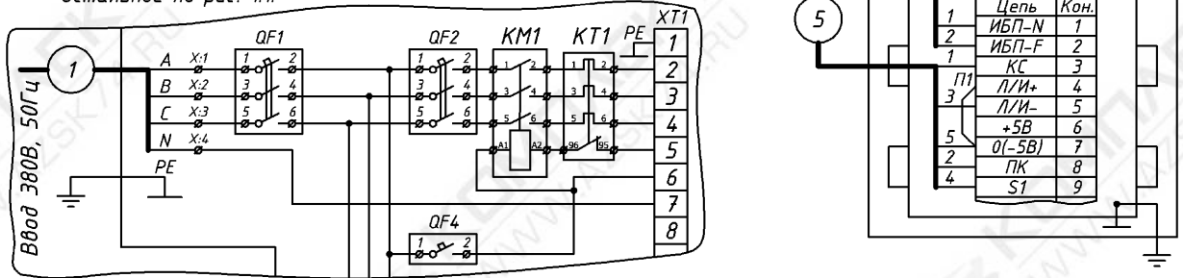 XT1
QF1
QF2
KM1
KT1
PE
1
1
A X:1
B X:2
C X:3
N X:4
PE
1 2
3 4
5 6
1 2
3 4
5 6
1 2
3 4
5 6
A1 A2
1 2
3 4
5 6
96 95
2
3
4
5
6
7
8
QF4
1 2
Ввод 380В, 50Гц
5
Цепь Кон.
1 ИБП-N 1
2 ИБП-F 2
1 КС 3
П1
Л/И+ 4
3 Л/И- 5
+5В 6
5 0(-5В) 7
2 ПК 8
4 S1 9